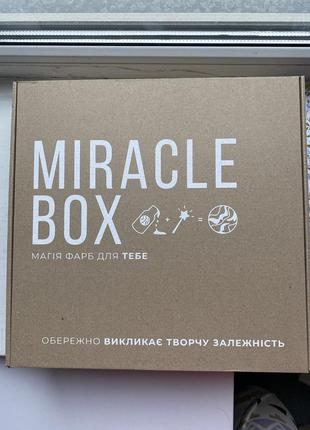 MIRACLE
BOX
МАГІЯ ФАРБ ДЛЯ ТЕБЕ
ОБЕРЕЖНО ВИКЛИКАЄ ТВОРЧУ ЗАЛЕЖНІСТЬ